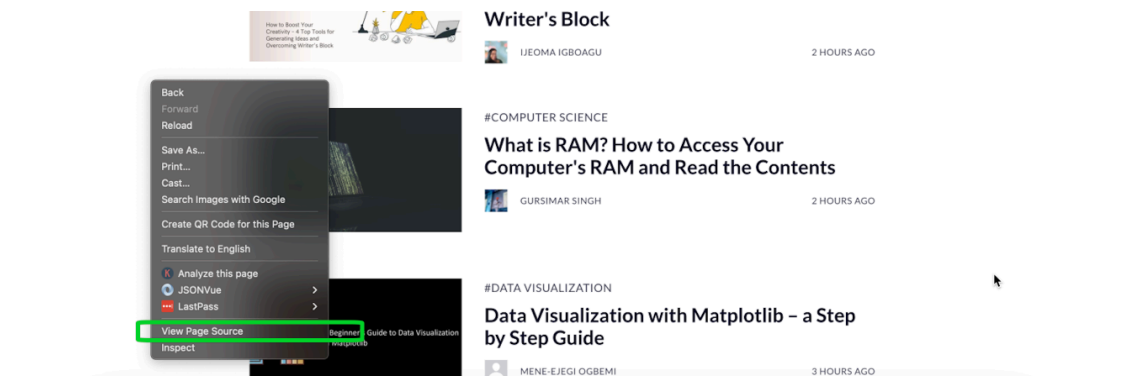 How to Boost Your
Creativity - 4 Top Tools for
Generating Ideas and
Overcoming Writer's Block
Writer's Block
IJEOMA IGBOAGU
2 HOURS AGO
Back
Forward
Reload
Save As...
Print...
Cast...
Search Images with Google
Create QR Code for this Page
Translate to English
Analyze this page
JSONVue
LastPass
View Page Source
Inspect
#COMPUTER SCIENCE
What is RAM? How to Access Your
Computer's RAM and Read the Contents
GURSIMAR SINGH
2 HOURS AGO
Beginner Guide to Data Visualization
Matplotlib
#DATA VISUALIZATION
Data Visualization with Matplotlib – a Step
by Step Guide
MENE-EJEGI OGBEMI
3 HOURS AGO